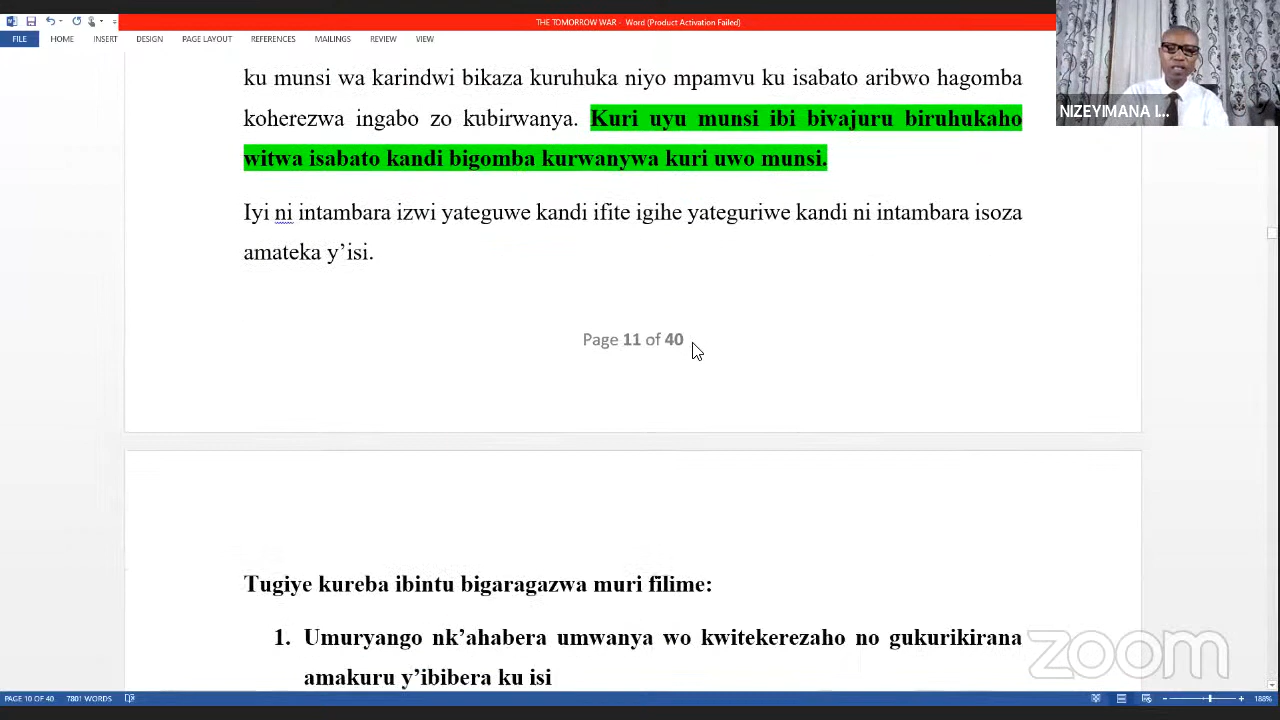 THE TOMORROW WAR - Word (Product Activation Failed)
FILE HOME INSERT DESIGN PAGE LAYOUT REFERENCES MAILINGS REVIEW VIEW
NIZEYIMANA I...
ku munsi wa karindwi bikaza kuruhuka niyo mpamvu ku isabato aribwo hagomba
koherezwa ingabo zo kubirwanya. Kuri uyu munsi ibi bivajuru biruhukaho
witwa isabato kandi bigomba kurwanywa kuri uwo munsi.
Iyi ni intambara izwi yateguwe kandi ifite igihe yateguriwe kandi ni intambara isoza
amateka y’isi.
Page 11 of 40
Tugiye kureba ibintu bigaragazwa muri filime:
1. Umuryango nk’ahabera umwanya wo kwitekerezaho no gukurikirana
amakuru y’ibibera ku isi
zoom
PAGE 10 OF 40 7801 WORDS 188%